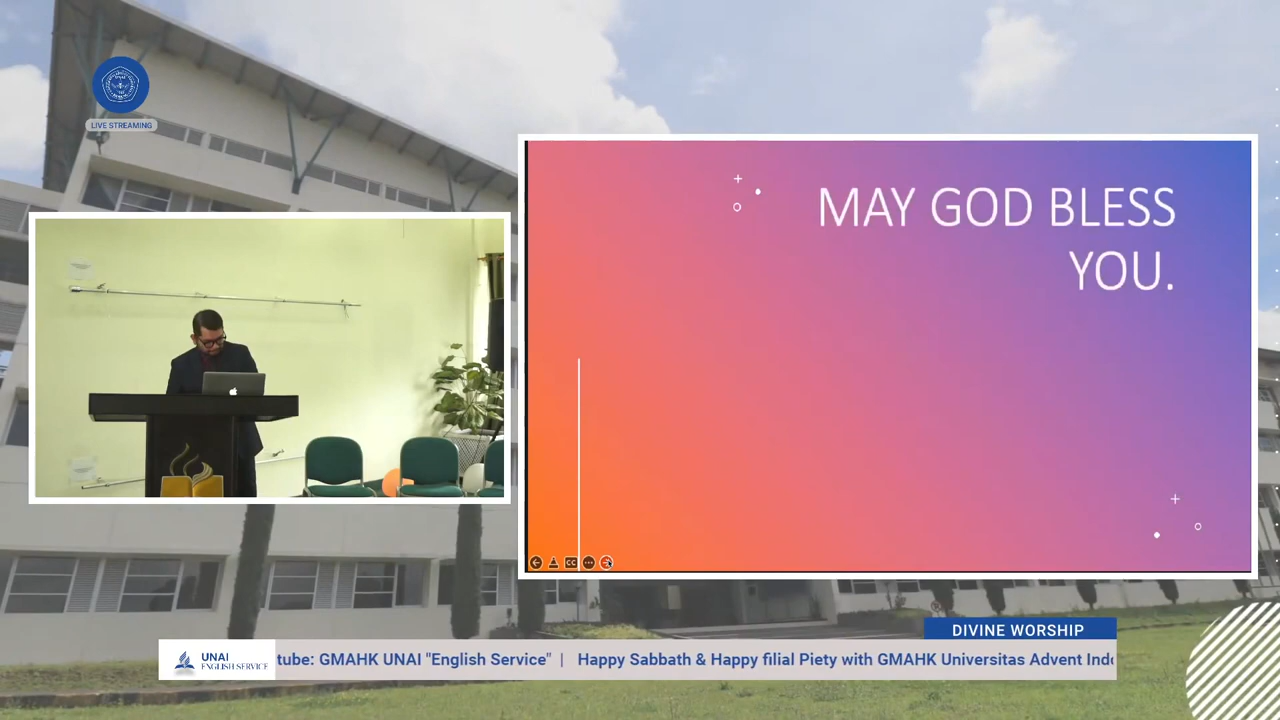 LIVE STREAMING
MAY GOD BLESS
YOU.
CC
DIVINE WORSHIP
UNAI
ENGLISH SERVICE
tube: GMAHK UNAI "English Service" | Happy Sabbath & Happy filial Piety with GMAHK Universitas Advent Ind